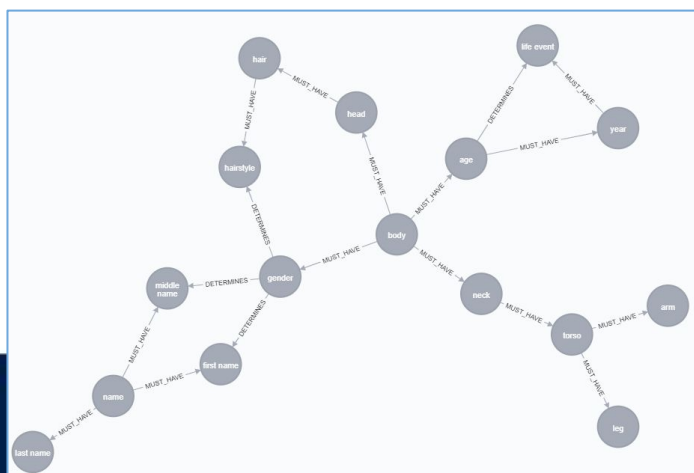 life event
hair
MUST_HAVE
DETERMINES
MUST_HAVE
head
year
MUST_HAVE
MUST_HAVE
age
hairstyle
MUST_HAVE
MUST_HAVE
DETERMINES
body
MUST_HAVE
gender
MUST_HAVE
middle
name
DETERMINES
neck
MUST_HAVE
arm
MUST_HAVE
DETERMINES
torso
MUST_HAVE
first name
MUST_HAVE
MUST_HAVE
name
leg
MUST_HAVE
last name